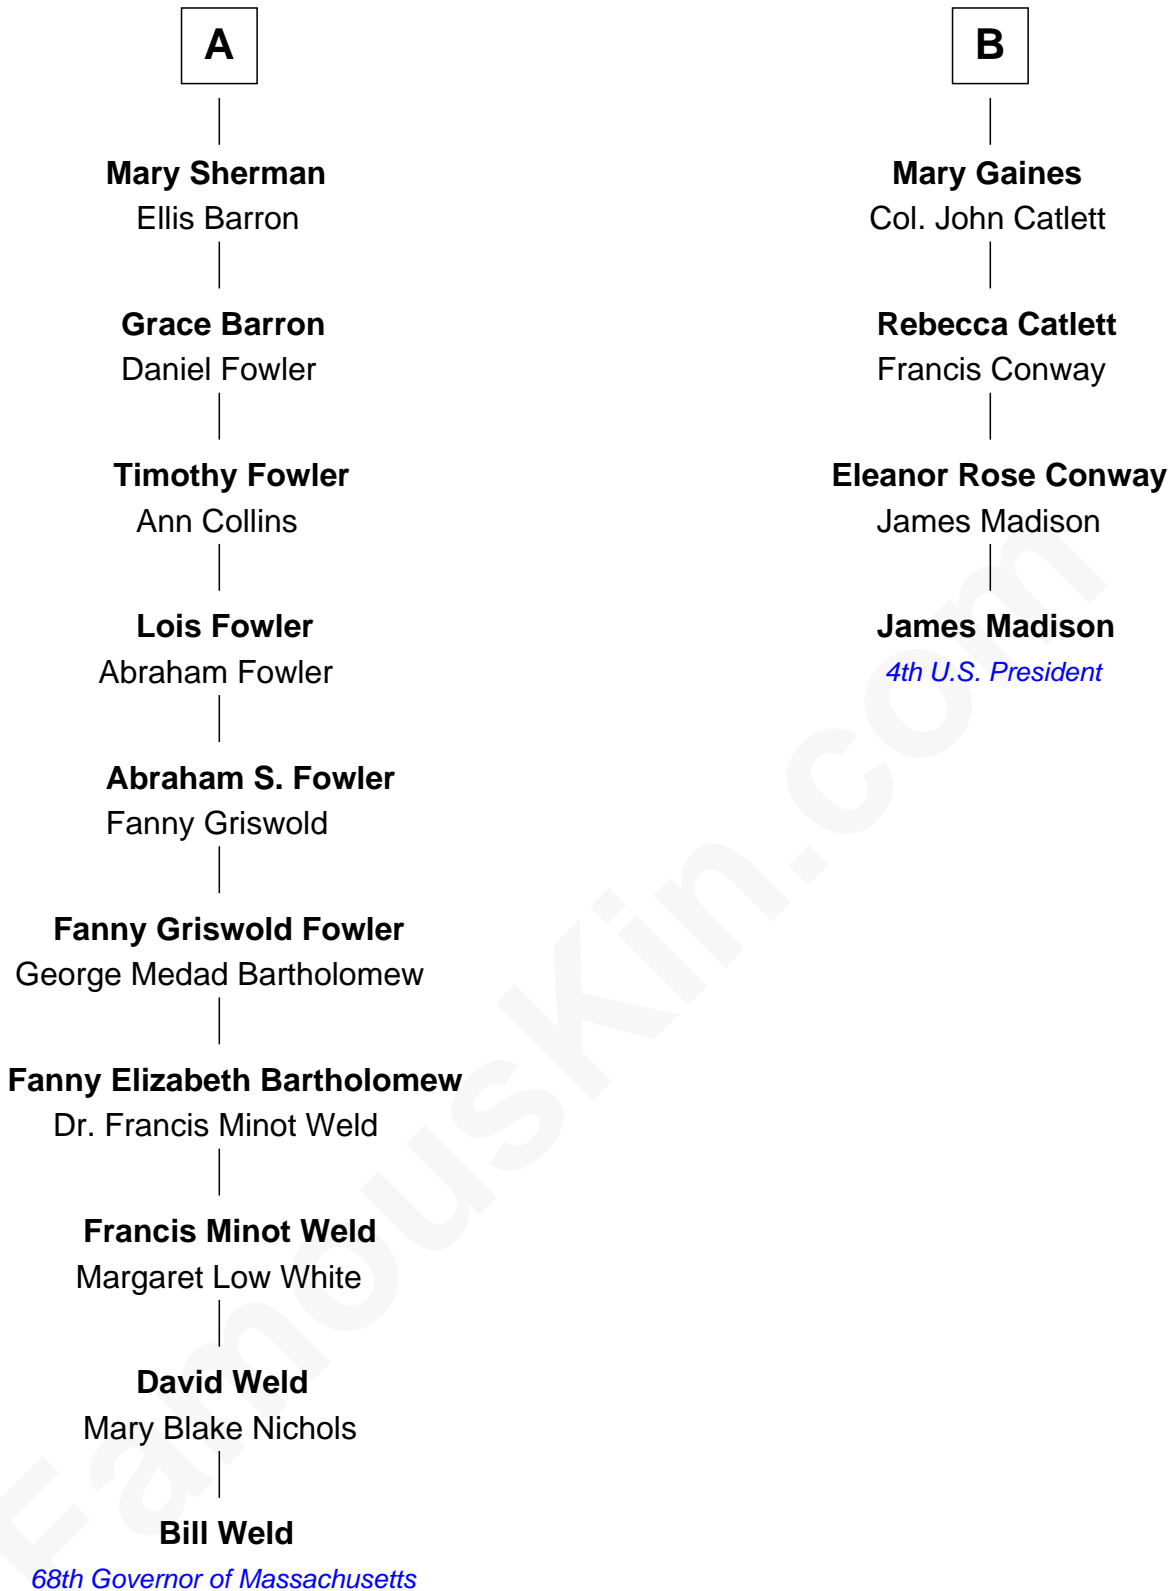 A
Mary Sherman
Ellis Barron
Grace Barron
Daniel Fowler
Timothy Fowler
Ann Collins
Lois Fowler
Abraham Fowler
Abraham S. Fowler
Fanny Griswold
Fanny Griswold Fowler
George Medad Bartholomew
Fanny Elizabeth Bartholomew
Dr. Francis Minot Weld
Francis Minot Weld
Margaret Low White
David Weld
Mary Blake Nichols
Bill Weld
68th Governor of Massachusetts
B
Mary Gaines
Col. John Catlett
Rebecca Catlett
Francis Conway
Eleanor Rose Conway
James Madison
James Madison
4th U.S. President
FamousKin.com